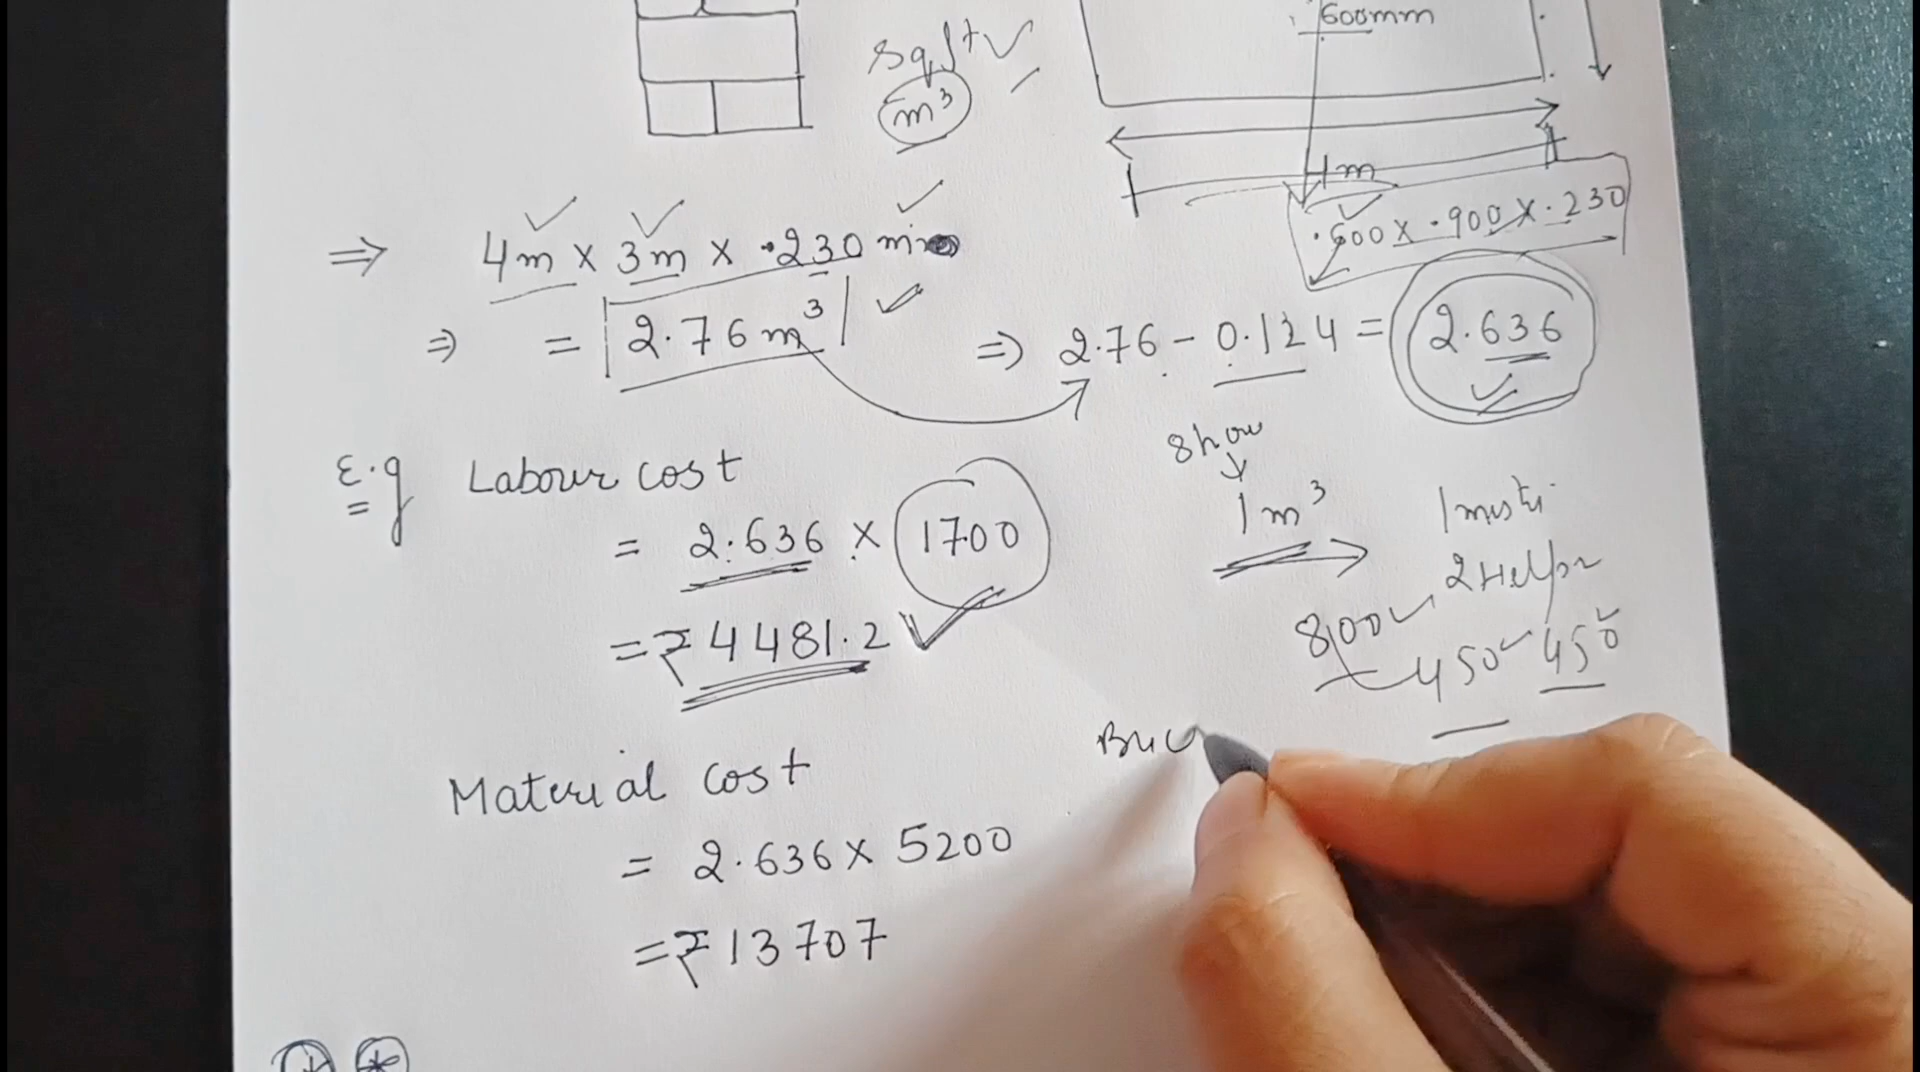 600mm
Sqft
m³
1m
.600 x .900 x .230
⇒ 4m x 3m x .230 m
⇒ = 2.76 m³
⇒ 2.76 - 0.124 = 2.636
E.g Labour cost
= 2.636 x 1700
= ₹ 4481.2
8 hour
1 m³
1 mistri
2 Helper
800
450 450
Material cost
= 2.636 x 5200
= ₹ 13707
Bric